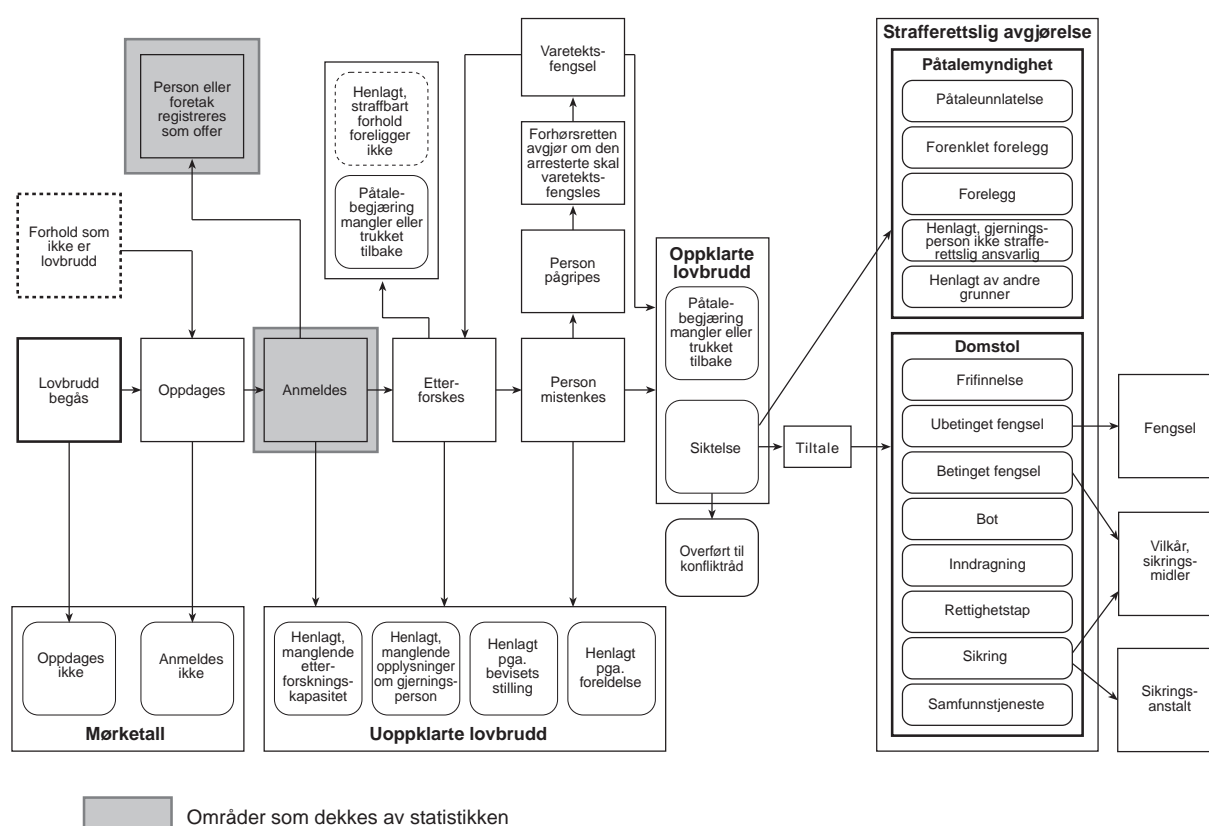 Strafferettslig avgjørelse
Påtalemyndighet
Påtaleunnlatelse
Forenklet forelegg
Forelegg
Henlagt, gjernings-
person ikke straffe-
rettslig ansvarlig
Henlagt av andre
grunner
Person eller
foretak
registreres
som offer
Henlagt,
straffbart
forhold
foreligger
ikke
Påtale-
begjæring
mangler eller
trukket
tilbake
Varetekts-
fengsel
Forhørsretten
avgjør om den
arresterte skal
varetekts-
fengsles
Person
pågripes
Forhold som
ikke er
lovbrudd
Oppklarte
lovbrudd
Påtale-
begjæring
mangler eller
trukket
tilbake
Lovbrudd
begås
Oppdages
Anmeldes
Etter-
forskes
Person
mistenkes
Siktelse
Tiltale
Overført til
konfliktråd
Domstol
Frifinnelse
Ubetinget fengsel
Betinget fengsel
Bot
Inndragning
Rettighetstap
Sikring
Samfunnstjeneste
Fengsel
Vilkår,
sikrings-
midler
Sikrings-
anstalt
Oppdages
ikke
Anmeldes
ikke
Mørketall
Henlagt,
manglende
etter-
forsknings-
kapasitet
Henlagt,
manglende
opplysninger
om gjernings-
person
Henlagt
pga.
bevisets
stilling
Henlagt
pga.
foreldelse
Uoppklarte lovbrudd
Områder som dekkes av statistikken